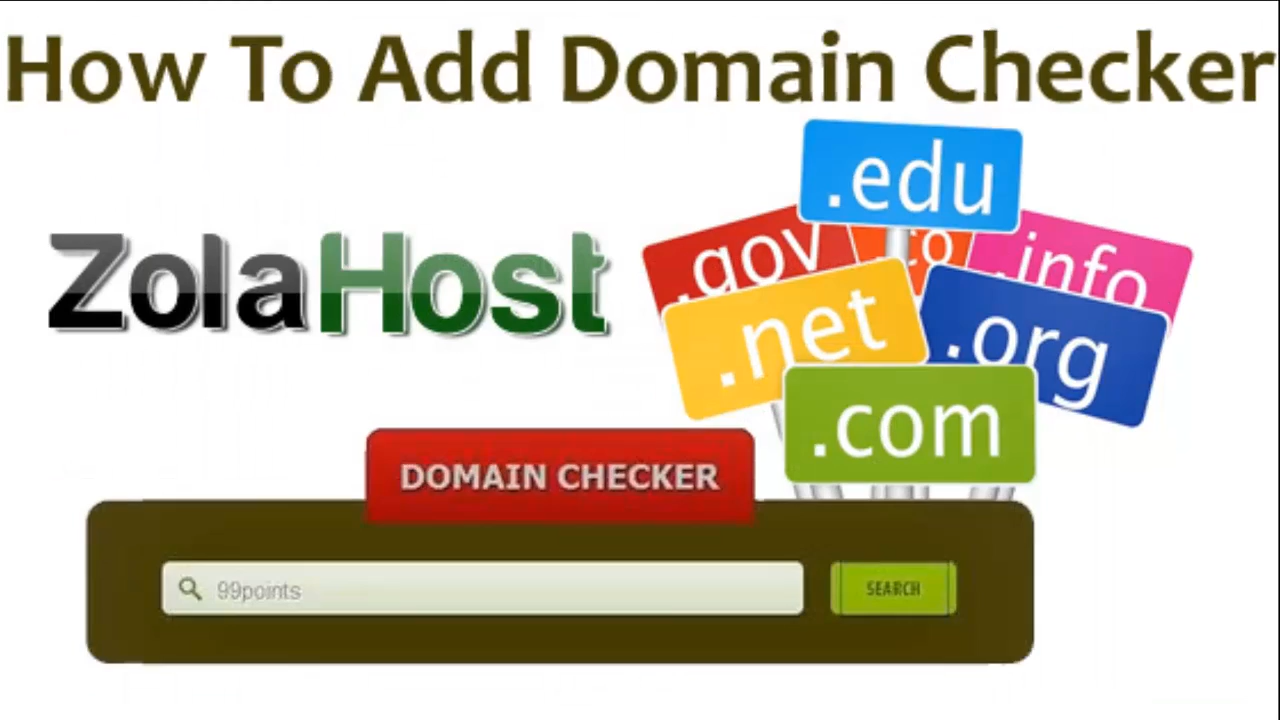 How To Add Domain Checker
ZolaHost
.edu
.gov
.info
.net
.org
.com
DOMAIN CHECKER
99points
SEARCH